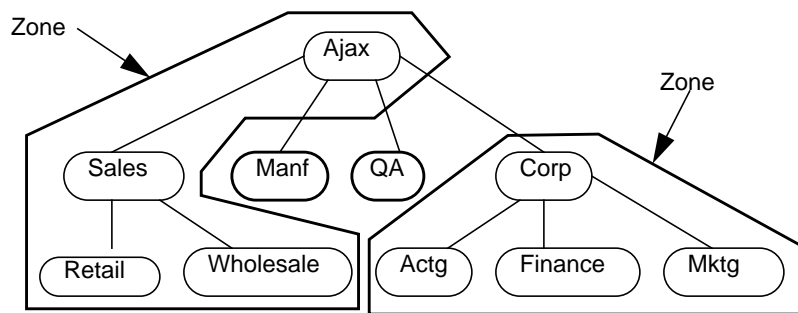 Zone
Ajax
Zone
Sales
Manf
QA
Corp
Retail
Wholesale
Actg
Finance
Mktg